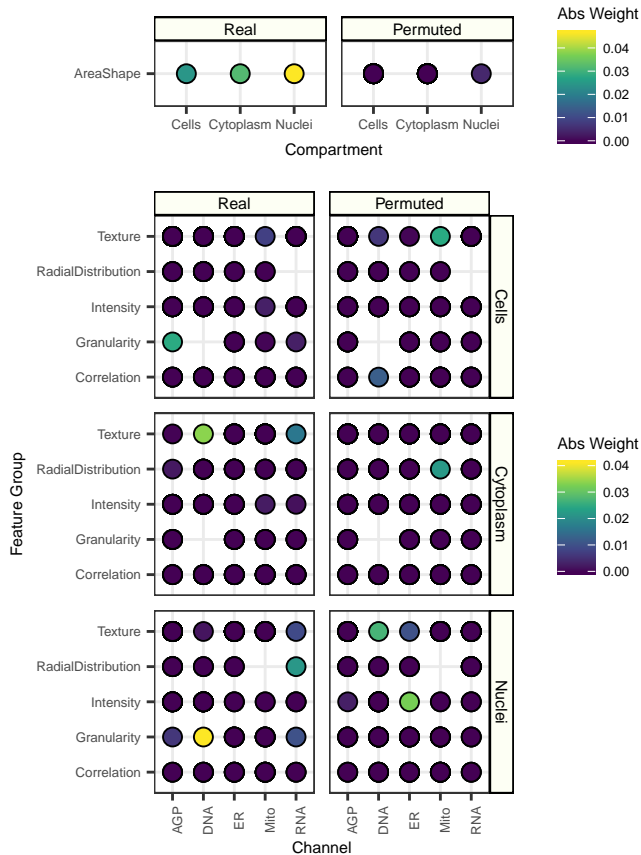 Real Permuted
AreaShape
Cells Cytoplasm Nuclei Cells Cytoplasm Nuclei
Compartment
Abs Weight
0.04
0.03
0.02
0.01
0.00
Real Permuted
Feature Group
Texture
RadialDistribution
Intensity
Granularity
Correlation
Cells
Texture
RadialDistribution
Intensity
Granularity
Correlation
Cytoplasm
Texture
RadialDistribution
Intensity
Granularity
Correlation
Nuclei
AGP DNA ER Mito RNA AGP DNA ER Mito RNA
Channel
Abs Weight
0.04
0.03
0.02
0.01
0.00